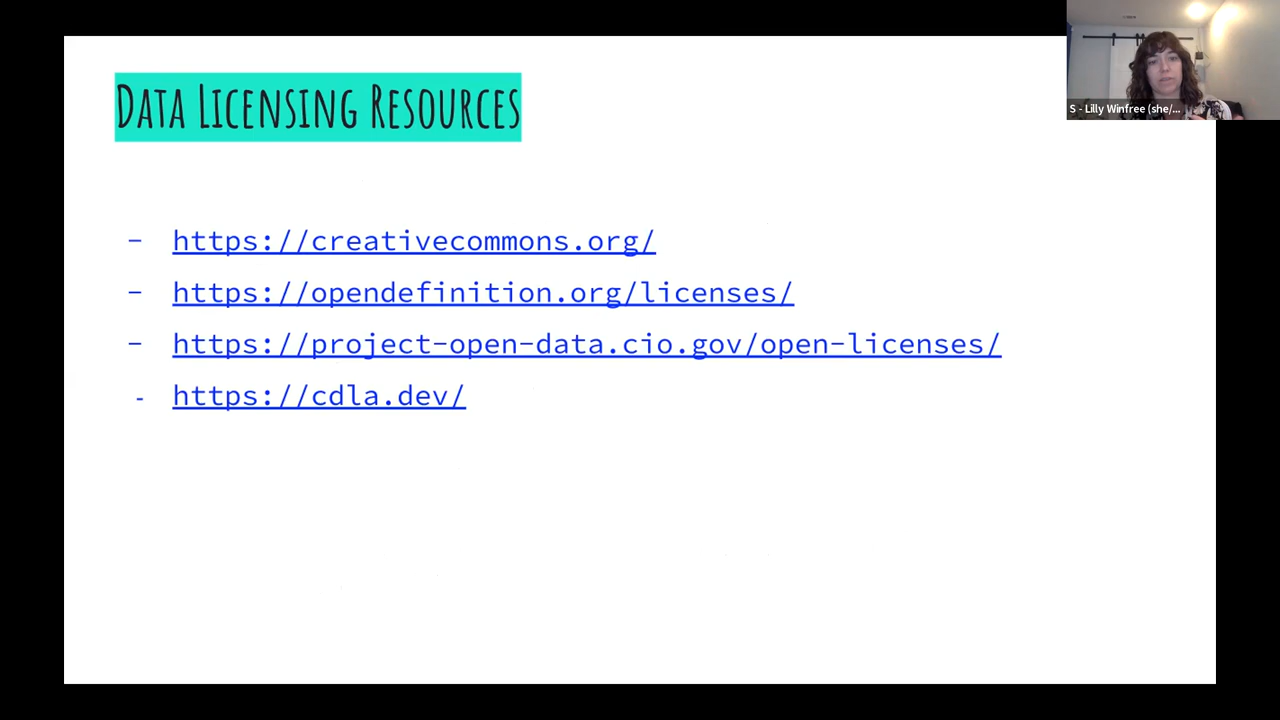 DATA LICENSING RESOURCES
S - Lilly Winfree (she/...
- https://creativecommons.org/
- https://opendefinition.org/licenses/
- https://project-open-data.cio.gov/open-licenses/
- https://cdla.dev/